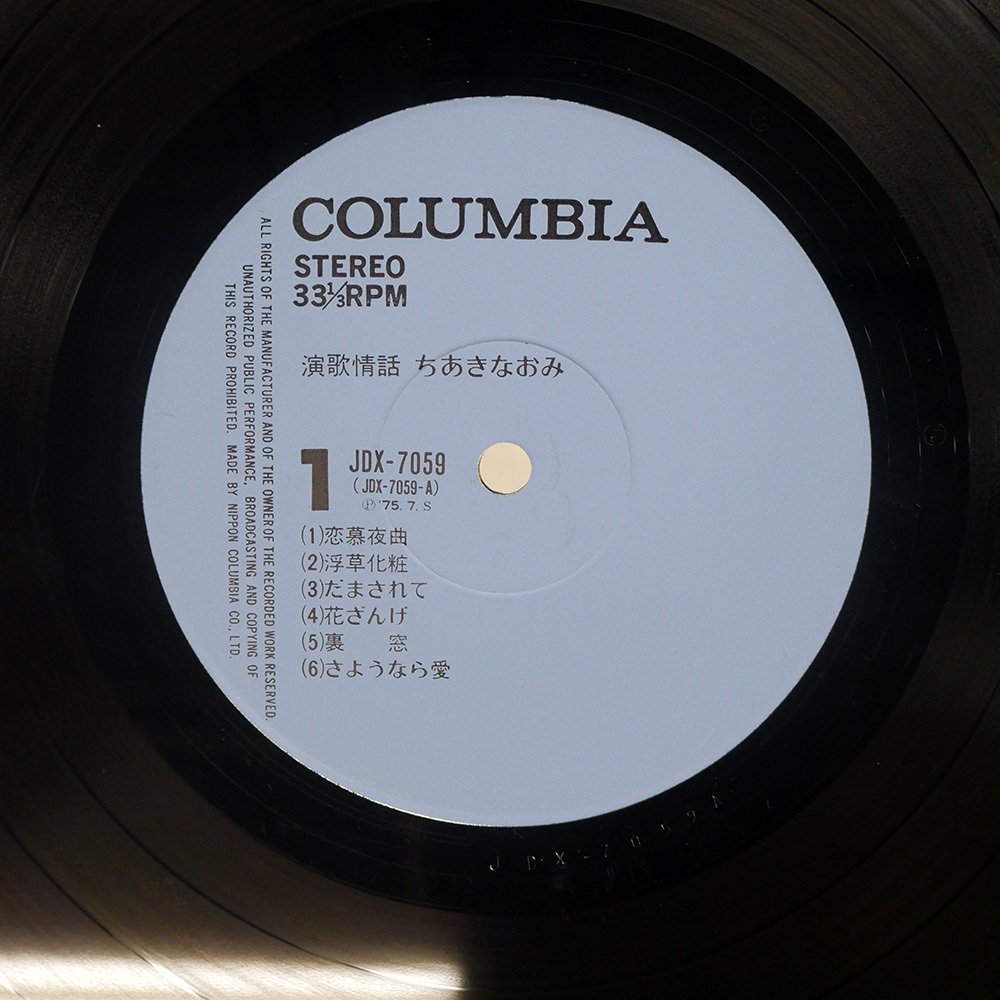 COLUMBIA
STEREO
33⅓RPM
演歌情話 ちあきなおみ
1
JDX-7059
(JDX-7059-A)
Ⓟ'75.7.S
(1)恋慕夜曲
(2)浮草化粧
(3)だまされて
(4)花ざんげ
(5)裏 窓
(6)さようなら愛
ALL RIGHTS OF THE MANUFACTURER AND OF THE OWNER OF THE RECORDED WORK RESERVED.
UNAUTHORIZED PUBLIC PERFORMANCE, BROADCASTING AND COPYING OF
THIS RECORD PROHIBITED. MADE BY NIPPON COLUMBIA CO., LTD.
JDX-7059A